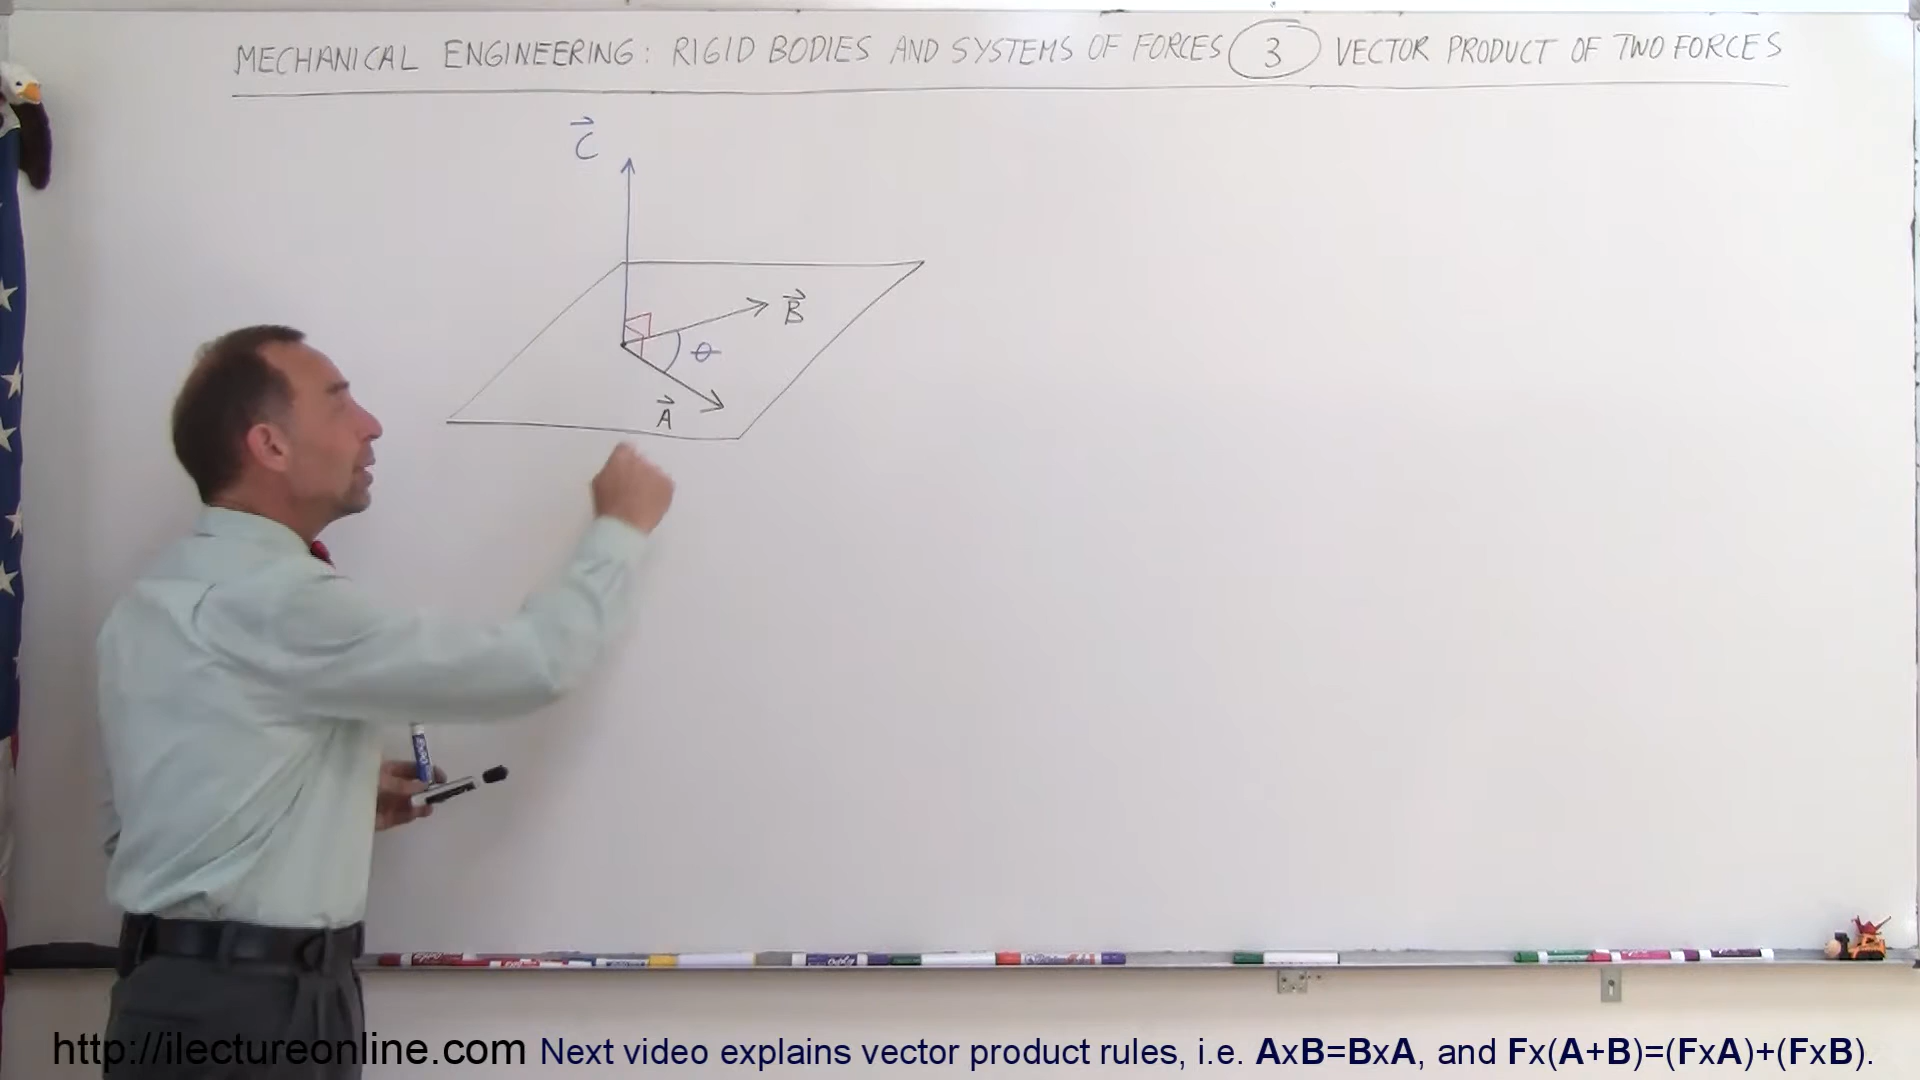 MECHANICAL ENGINEERING: RIGID BODIES AND SYSTEMS OF FORCES 3 VECTOR PRODUCT OF TWO FORCES
C⃗
B⃗
θ
A⃗
http://ilectureonline.com Next video explains vector product rules, i.e. AxB=BxA, and Fx(A+B)=(FxA)+(FxB).